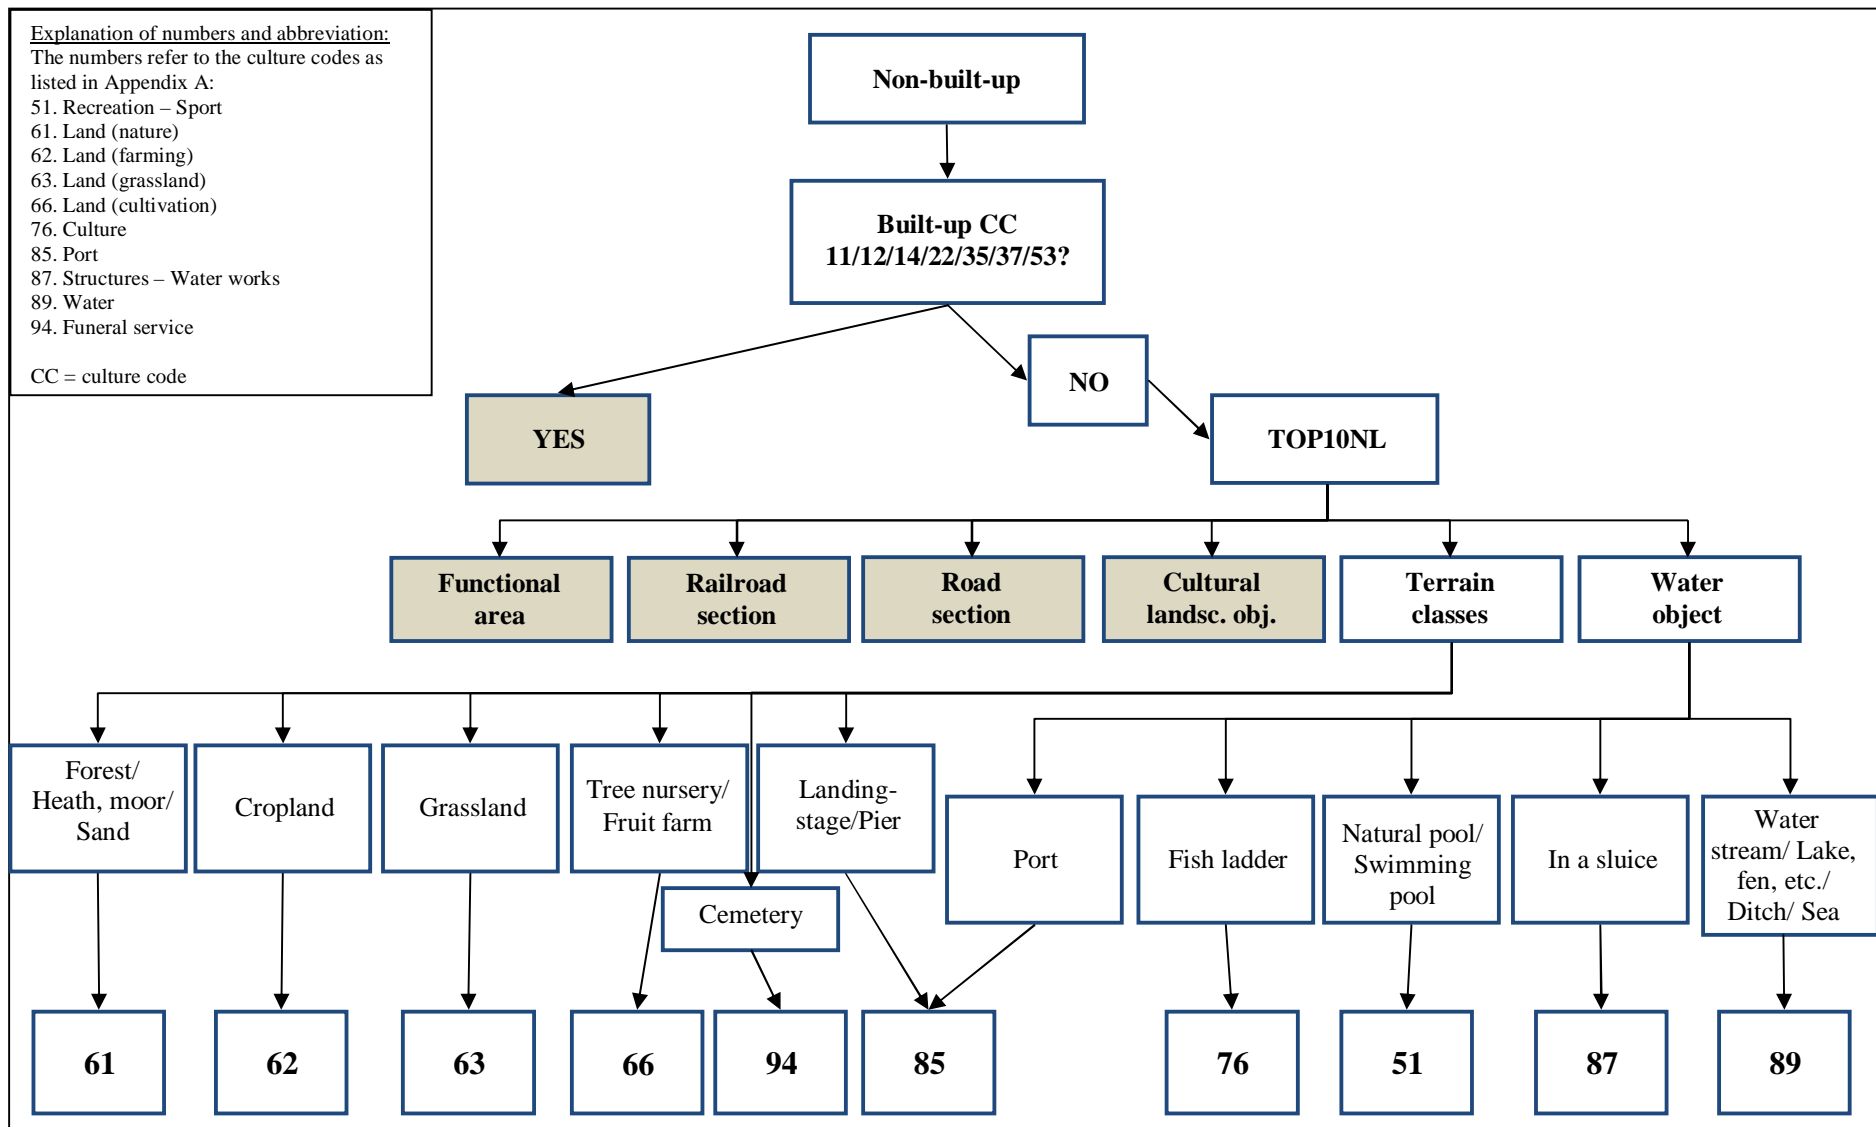 Explanation of numbers and abbreviation:
The numbers refer to the culture codes as
listed in Appendix A:
51. Recreation – Sport
61. Land (nature)
62. Land (farming)
63. Land (grassland)
66. Land (cultivation)
76. Culture
85. Port
87. Structures – Water works
89. Water
94. Funeral service
CC = culture code
Non-built-up
Built-up CC
11/12/14/22/35/37/53?
NO
YES
TOP10NL
Functional
area
Railroad
section
Road
section
Cultural
landsc. obj.
Terrain
classes
Water
object
Forest/
Heath, moor/
Sand
Cropland
Grassland
Tree nursery/
Fruit farm
Landing-
stage/Pier
Cemetery
Port
Fish ladder
Natural pool/
Swimming
pool
In a sluice
Water
stream/ Lake,
fen, etc./
Ditch/ Sea
61
62
63
66
94
85
76
51
87
89